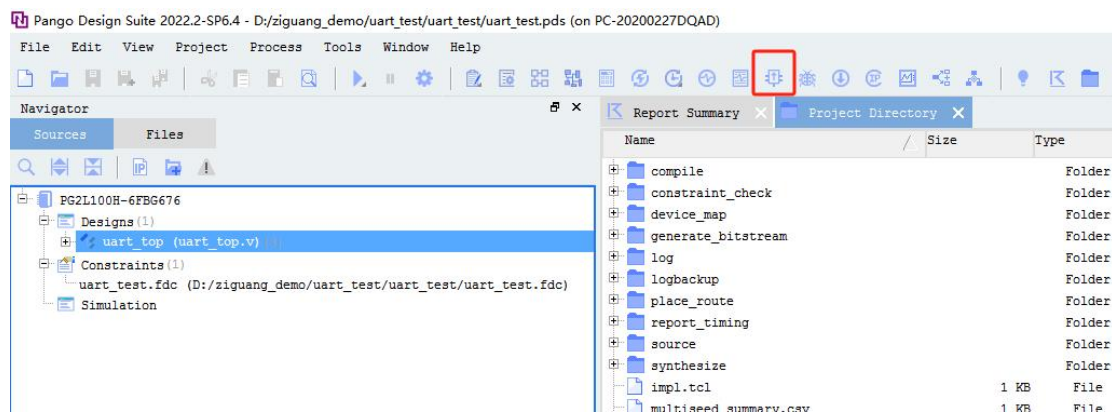 Pango Design Suite 2022.2-SP6.4 - D:/ziguang_demo/uart_test/uart_test/uart_test.pds (on PC-20200227DQAD)
File Edit View Project Process Tools Window Help
Navigator
Sources Files
PG2L100H-6FBG676
Designs(1)
uart_top (uart_top.v)
Constraints(1)
uart_test.fdc (D:/ziguang_demo/uart_test/uart_test/uart_test.fdc)
Simulation
Report Summary Project Directory
Name Size Type
compile Folder
constraint_check Folder
device_map Folder
generate_bitstream Folder
log Folder
logbackup Folder
place_route Folder
report_timing Folder
source Folder
synthesize Folder
impl.tcl 1 KB File
multiseed_summary.csv 1 KB File